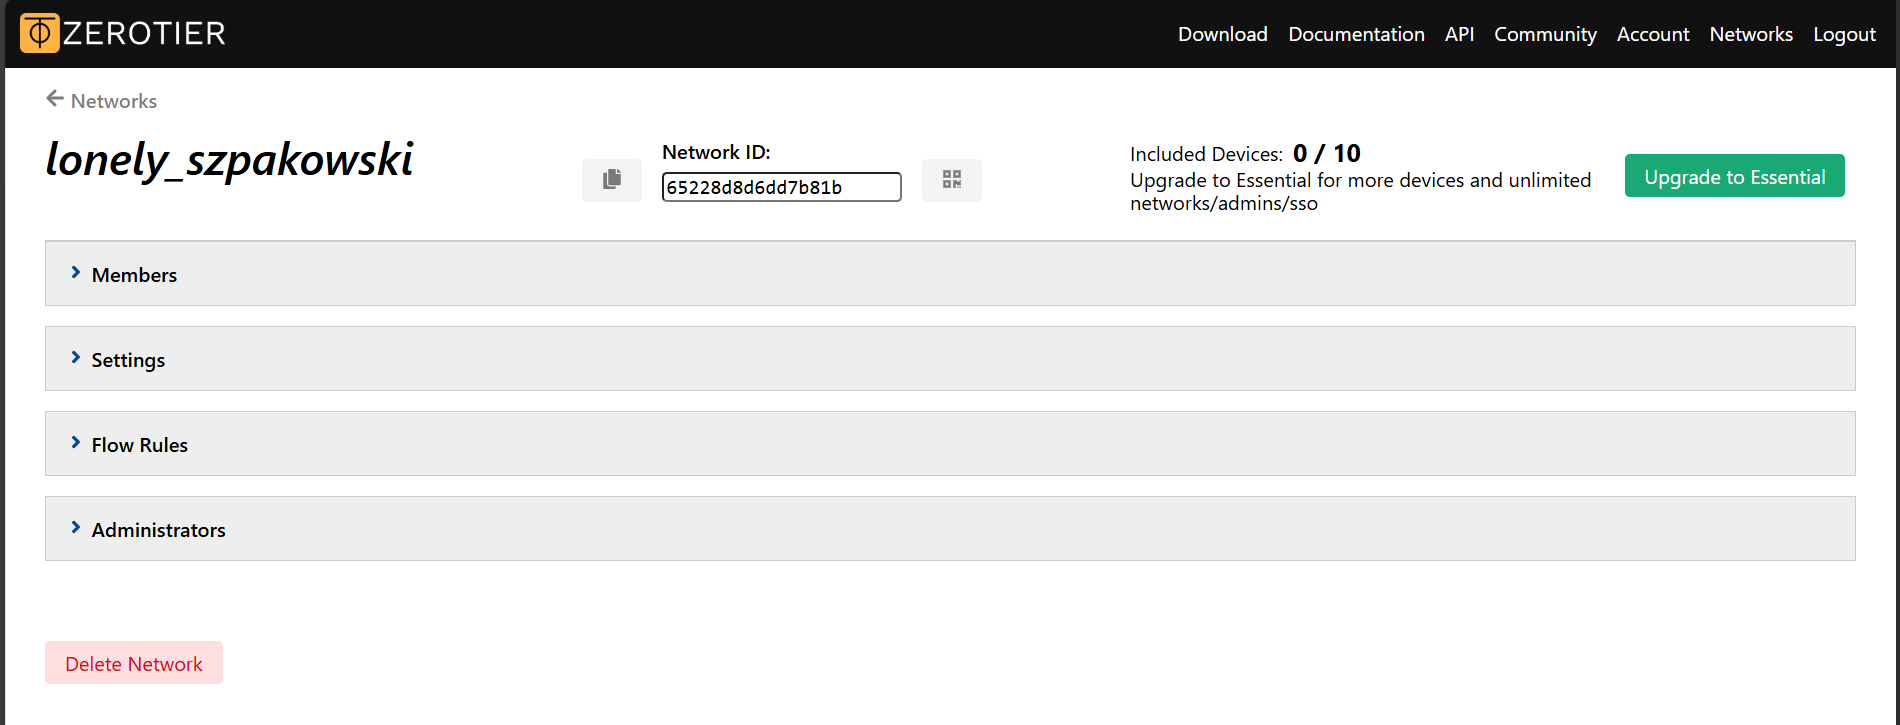 ZEROTIER
Download Documentation API Community Account Networks Logout
Networks
lonely_szpakowski
Network ID:
65228d8d6dd7b81b
Included Devices: 0 / 10
Upgrade to Essential for more devices and unlimited
networks/admins/sso
Upgrade to Essential
Members
Settings
Flow Rules
Administrators
Delete Network